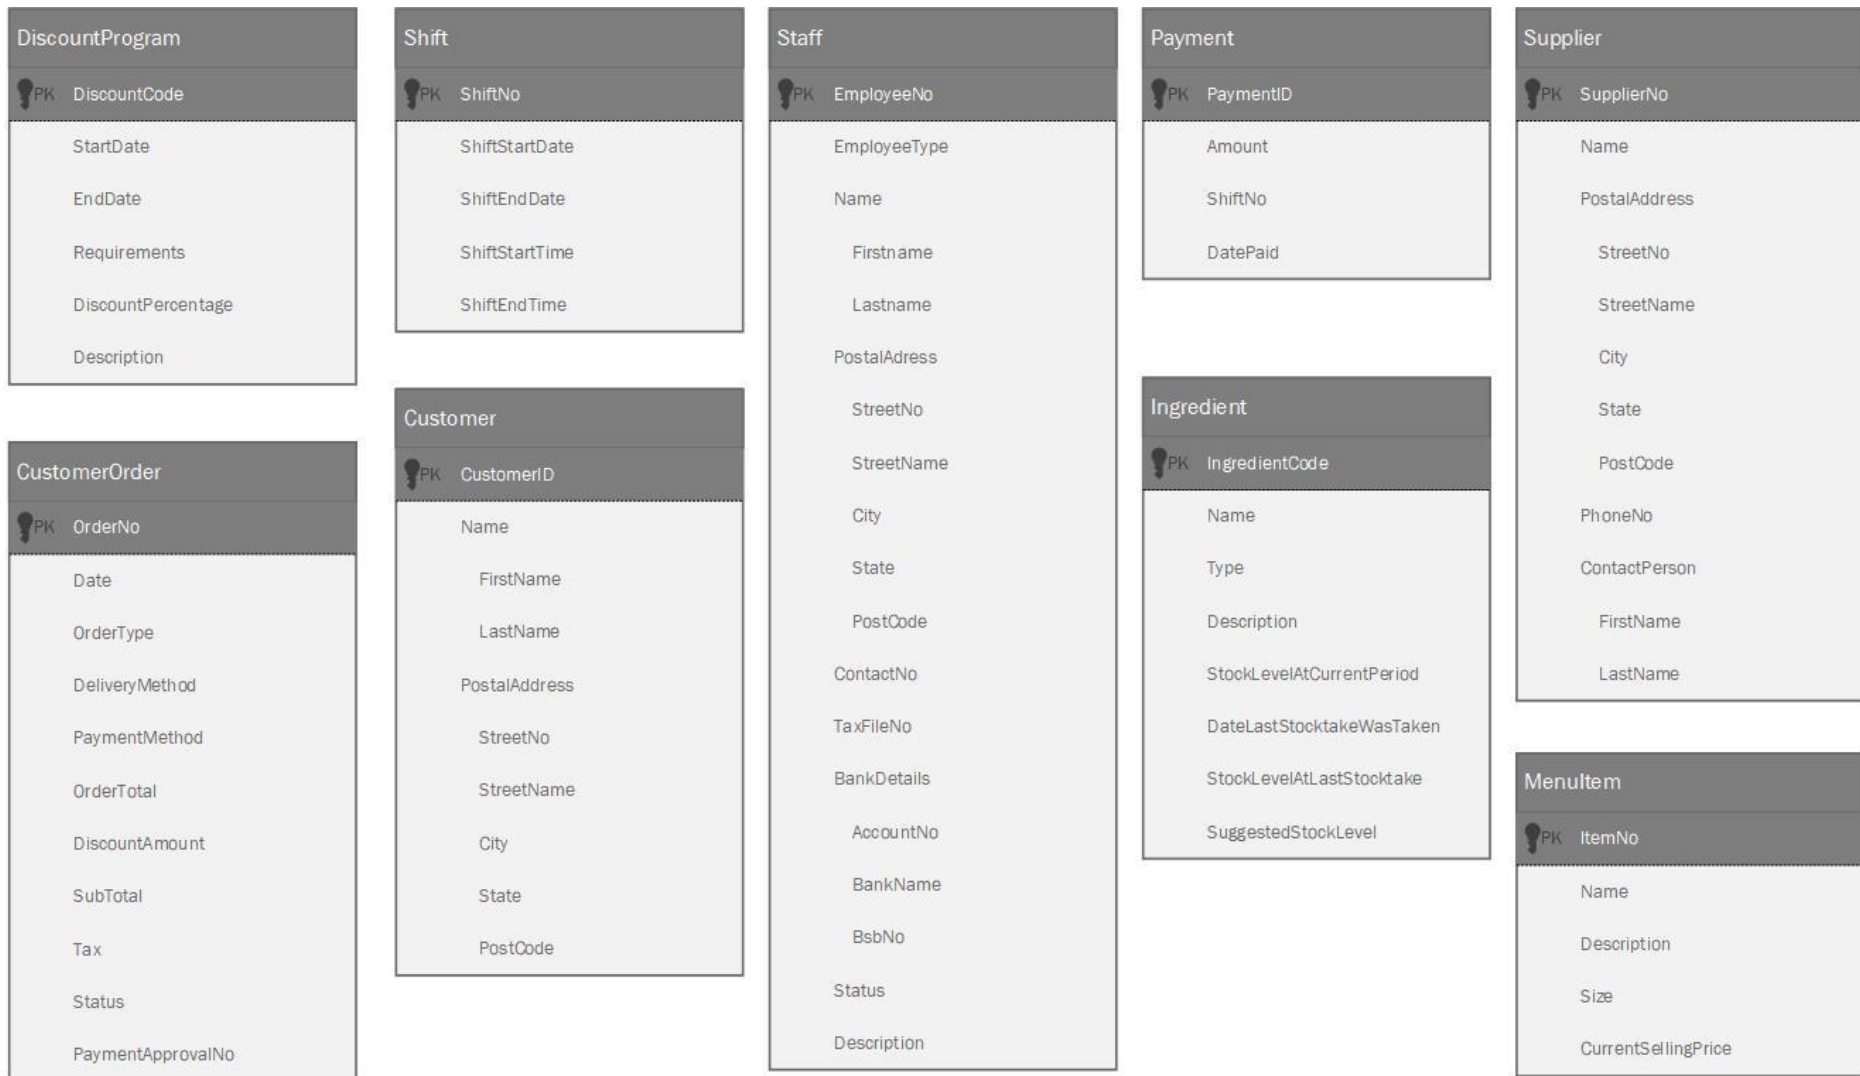 DiscountProgram
PK DiscountCode
StartDate
EndDate
Requirements
DiscountPercentage
Description
CustomerOrder
PK OrderNo
Date
OrderType
DeliveryMethod
PaymentMethod
OrderTotal
DiscountAmount
SubTotal
Tax
Status
PaymentApprovalNo
Shift
PK ShiftNo
ShiftStartDate
ShiftEndDate
ShiftStartTime
ShiftEndTime
Customer
PK CustomerID
Name
FirstName
LastName
PostalAddress
StreetNo
StreetName
City
State
PostCode
Staff
PK EmployeeNo
EmployeeType
Name
Firstname
Lastname
PostalAdress
StreetNo
StreetName
City
State
PostCode
ContactNo
TaxFileNo
BankDetails
AccountNo
BankName
BsbNo
Status
Description
Payment
PK PaymentID
Amount
ShiftNo
DatePaid
Ingredient
PK IngredientCode
Name
Type
Description
StockLevelAtCurrentPeriod
DateLastStocktakeWasTaken
StockLevelAtLastStocktake
SuggestedStockLevel
Supplier
PK SupplierNo
Name
PostalAddress
StreetNo
StreetName
City
State
PostCode
PhoneNo
ContactPerson
FirstName
LastName
MenuItem
PK ItemNo
Name
Description
Size
CurrentSellingPrice